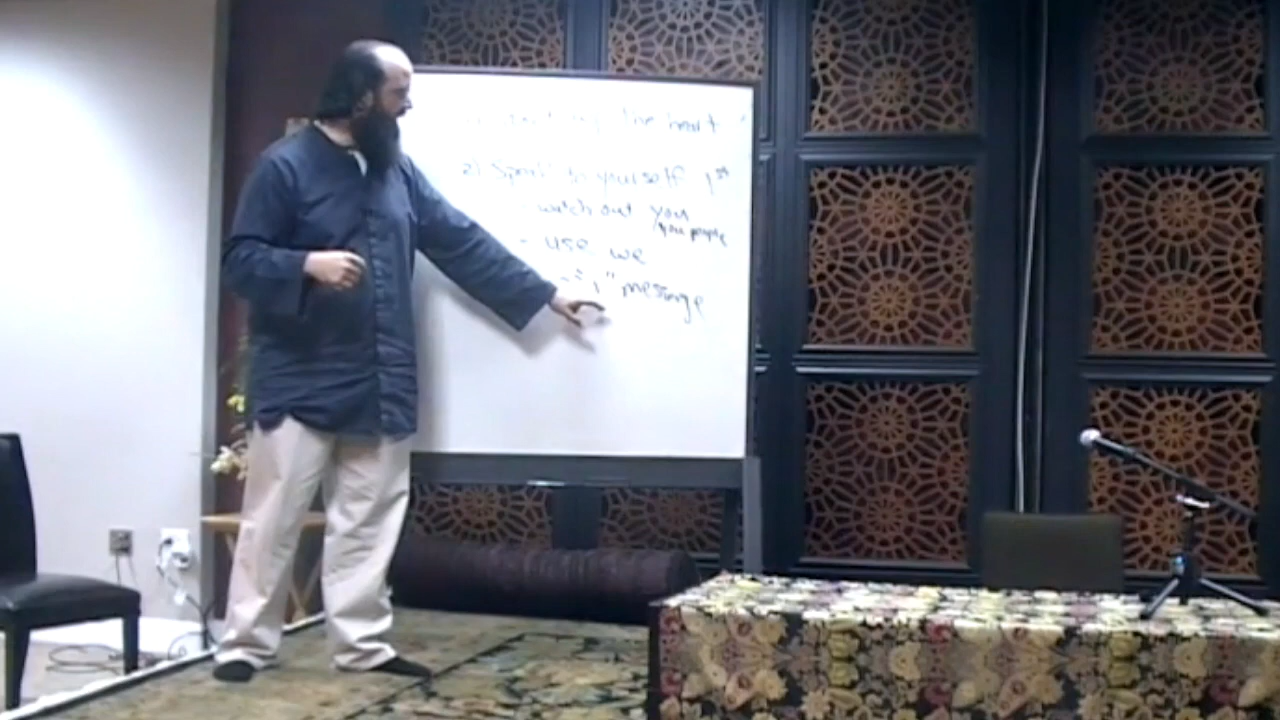 the heart
2) Speak to yourself 1st
- watch out you
/you people
- use we
- "I" message